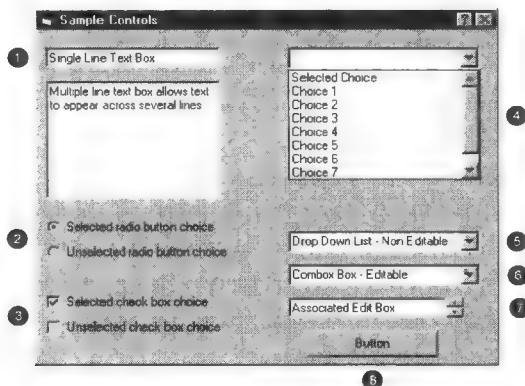 Sample Controls
1
Single Line Text Box
Multiple line text box allows text
to appear across several lines
2
Selected radio button choice
Unselected radio button choice
3
Selected check box choice
Unselected check box choice
Selected Choice
Choice 1
Choice 2
Choice 3
Choice 4
Choice 5
Choice 6
Choice 7
4
Drop Down List - Non Editable
5
Combox Box - Editable
6
Associated Edit Box
7
Button
8